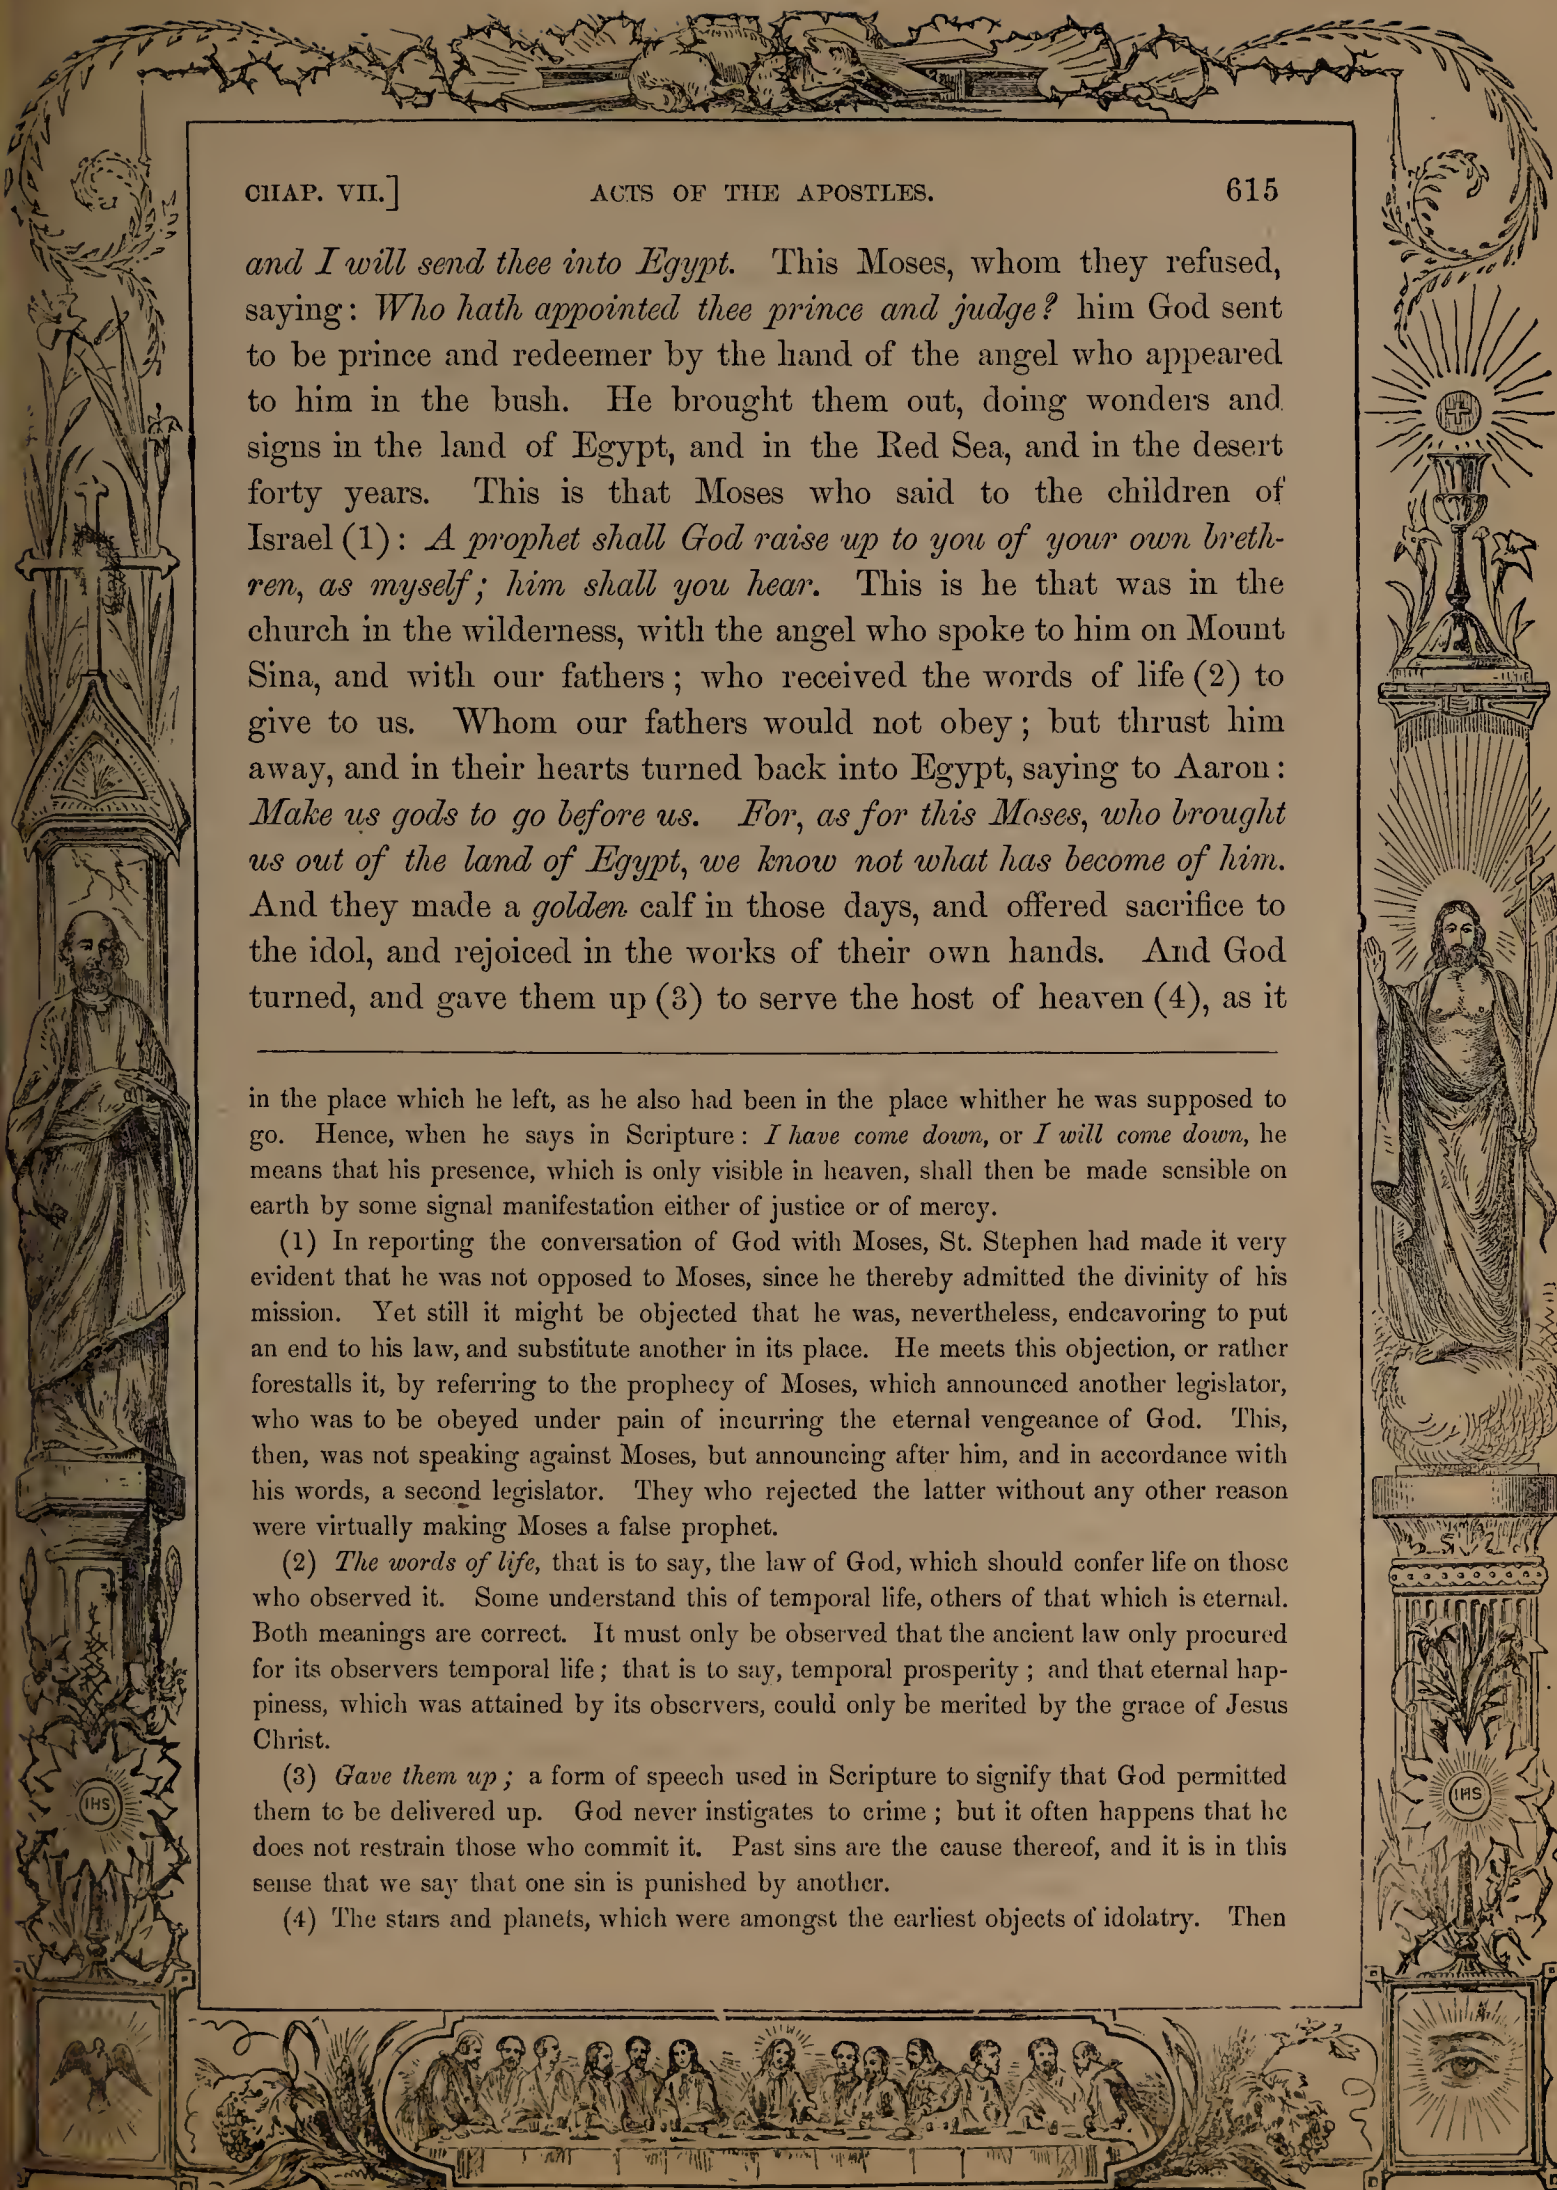 CHAP. VII.] ACTS OF THE APOSTLES. 615
and I will send thee into Egypt. This Moses, whom they refused,
saying: Who hath appointed thee prince and judge? him God sent
to be prince and redeemer by the hand of the angel who appeared
to him in the bush. He brought them out, doing wonders and
signs in the land of Egypt, and in the Red Sea, and in the desert
forty years. This is that Moses who said to the children of
Israel (1): A prophet shall God raise up to you of your own breth-
ren, as myself; him shall you hear. This is he that was in the
church in the wilderness, with the angel who spoke to him on Mount
Sina, and with our fathers; who received the words of life (2) to
give to us. Whom our fathers would not obey; but thrust him
away, and in their hearts turned back into Egypt, saying to Aaron:
Make us gods to go before us. For, as for this Moses, who brought
us out of the land of Egypt, we know not what has become of him.
And they made a golden calf in those days, and offered sacrifice to
the idol, and rejoiced in the works of their own hands. And God
turned, and gave them up (3) to serve the host of heaven (4), as it
in the place which he left, as he also had been in the place whither he was supposed to
go. Hence, when he says in Scripture: I have come down, or I will come down, he
means that his presence, which is only visible in heaven, shall then be made sensible on
earth by some signal manifestation either of justice or of mercy.
(1) In reporting the conversation of God with Moses, St. Stephen had made it very
evident that he was not opposed to Moses, since he thereby admitted the divinity of his
mission. Yet still it might be objected that he was, nevertheless, endeavoring to put
an end to his law, and substitute another in its place. He meets this objection, or rather
forestalls it, by referring to the prophecy of Moses, which announced another legislator,
who was to be obeyed under pain of incurring the eternal vengeance of God. This,
then, was not speaking against Moses, but announcing after him, and in accordance with
his words, a second legislator. They who rejected the latter without any other reason
were virtually making Moses a false prophet.
(2) The words of life, that is to say, the law of God, which should confer life on those
who observed it. Some understand this of temporal life, others of that which is eternal.
Both meanings are correct. It must only be observed that the ancient law only procured
for its observers temporal life; that is to say, temporal prosperity; and that eternal hap-
piness, which was attained by its observers, could only be merited by the grace of Jesus
Christ.
(3) Gave them up; a form of speech used in Scripture to signify that God permitted
them to be delivered up. God never instigates to crime; but it often happens that he
does not restrain those who commit it. Past sins are the cause thereof, and it is in this
sense that we say that one sin is punished by another.
(4) The stars and planets, which were amongst the earliest objects of idolatry. Then
IHS
IHS